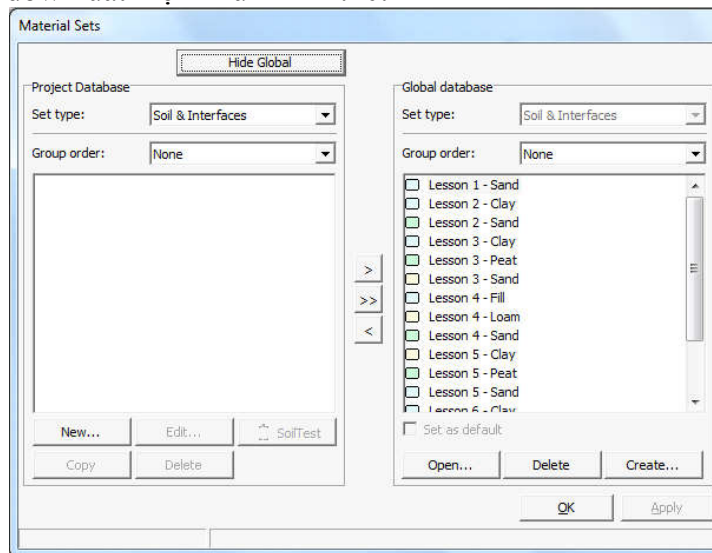 Material Sets
Hide Global
Project Database
Set type: Soil & Interfaces
Group order: None
New... Edit... SoilTest
Copy Delete
>
>>
<
Global database
Set type: Soil & Interfaces
Group order: None
Lesson 1 - Sand
Lesson 2 - Clay
Lesson 2 - Sand
Lesson 3 - Clay
Lesson 3 - Peat
Lesson 3 - Sand
Lesson 4 - Fill
Lesson 4 - Loam
Lesson 4 - Sand
Lesson 5 - Clay
Lesson 5 - Peat
Lesson 5 - Sand
Lesson 6 - Clay
Set as default
Open... Delete Create...
OK Apply